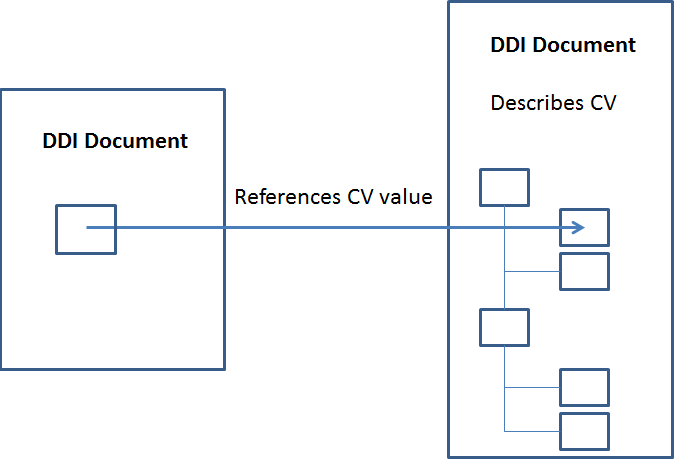 DDI Document
References CV value
DDI Document
Describes CV